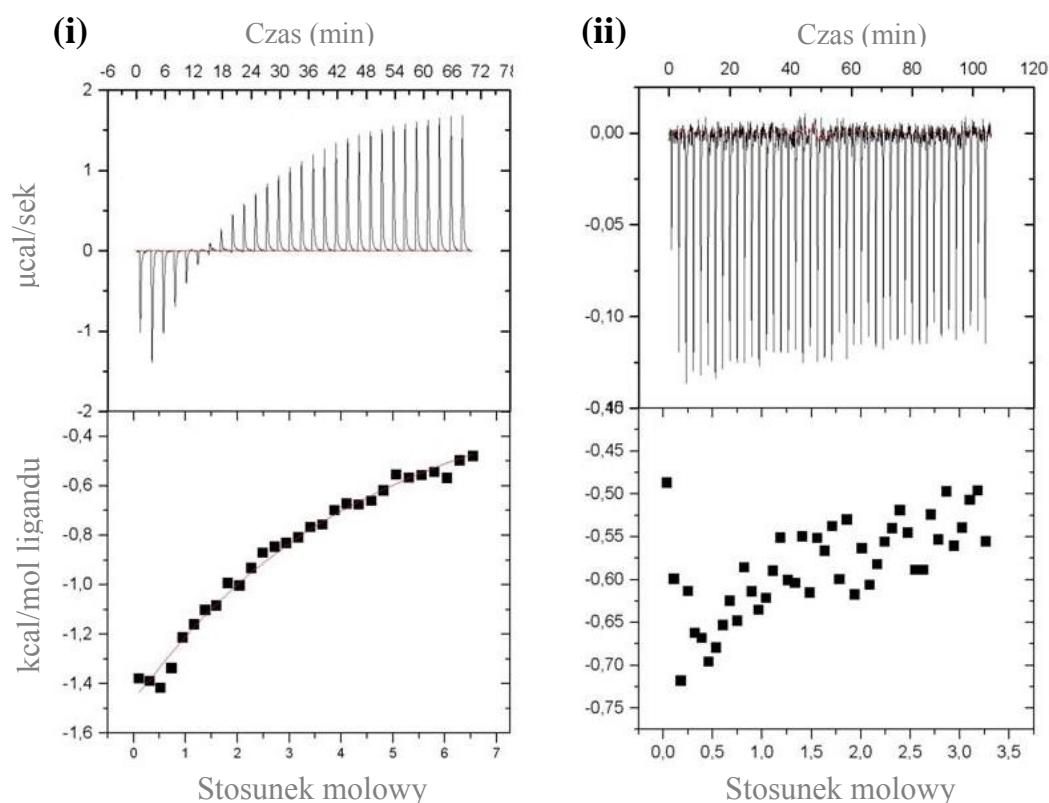 (i)
Czas (min)
-6 0 6 12 18 24 30 36 42 48 54 60 66 72 78
2
1
0
-1
-2
µcal/sek
-0,4
-0,6
-0,8
-1,0
-1,2
-1,4
-1,6
kcal/mol ligandu
0 1 2 3 4 5 6 7
Stosunek molowy
(ii)
Czas (min)
0 20 40 60 80 100 120
0,00
-0,05
-0,10
-0,45
-0,50
-0,55
-0,60
-0,65
-0,70
-0,75
0,0 0,5 1,0 1,5 2,0 2,5 3,0 3,5
Stosunek molowy